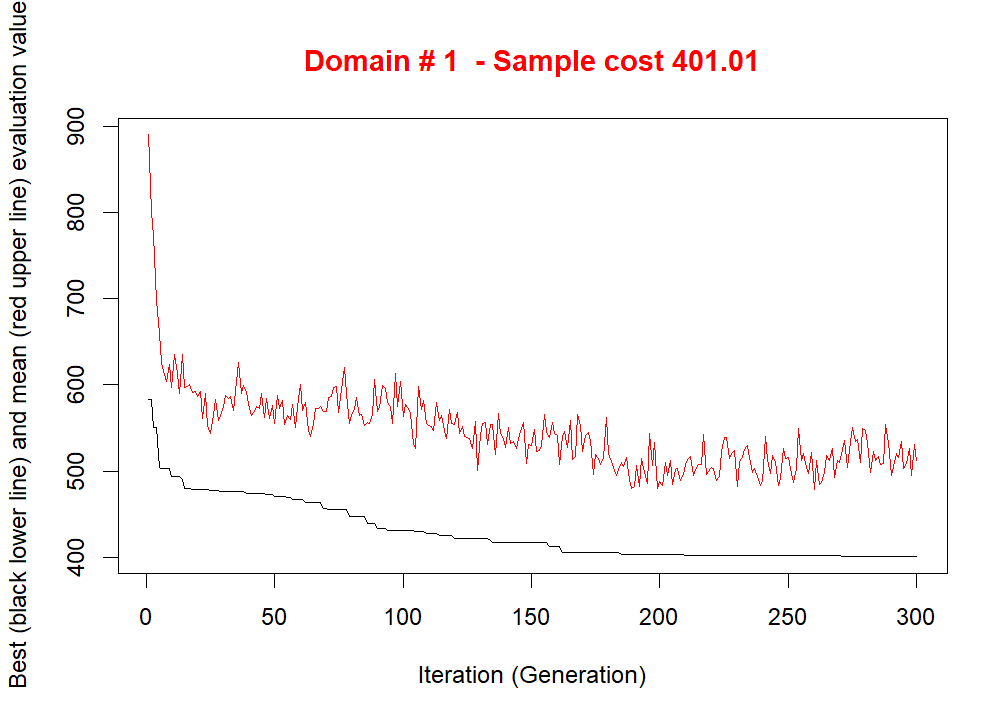 Domain # 1  - Sample cost 401.01
Best (black lower line) and mean (red upper line) evaluation value
900
800
700
600
500
400
0 50 100 150 200 250 300
Iteration (Generation)